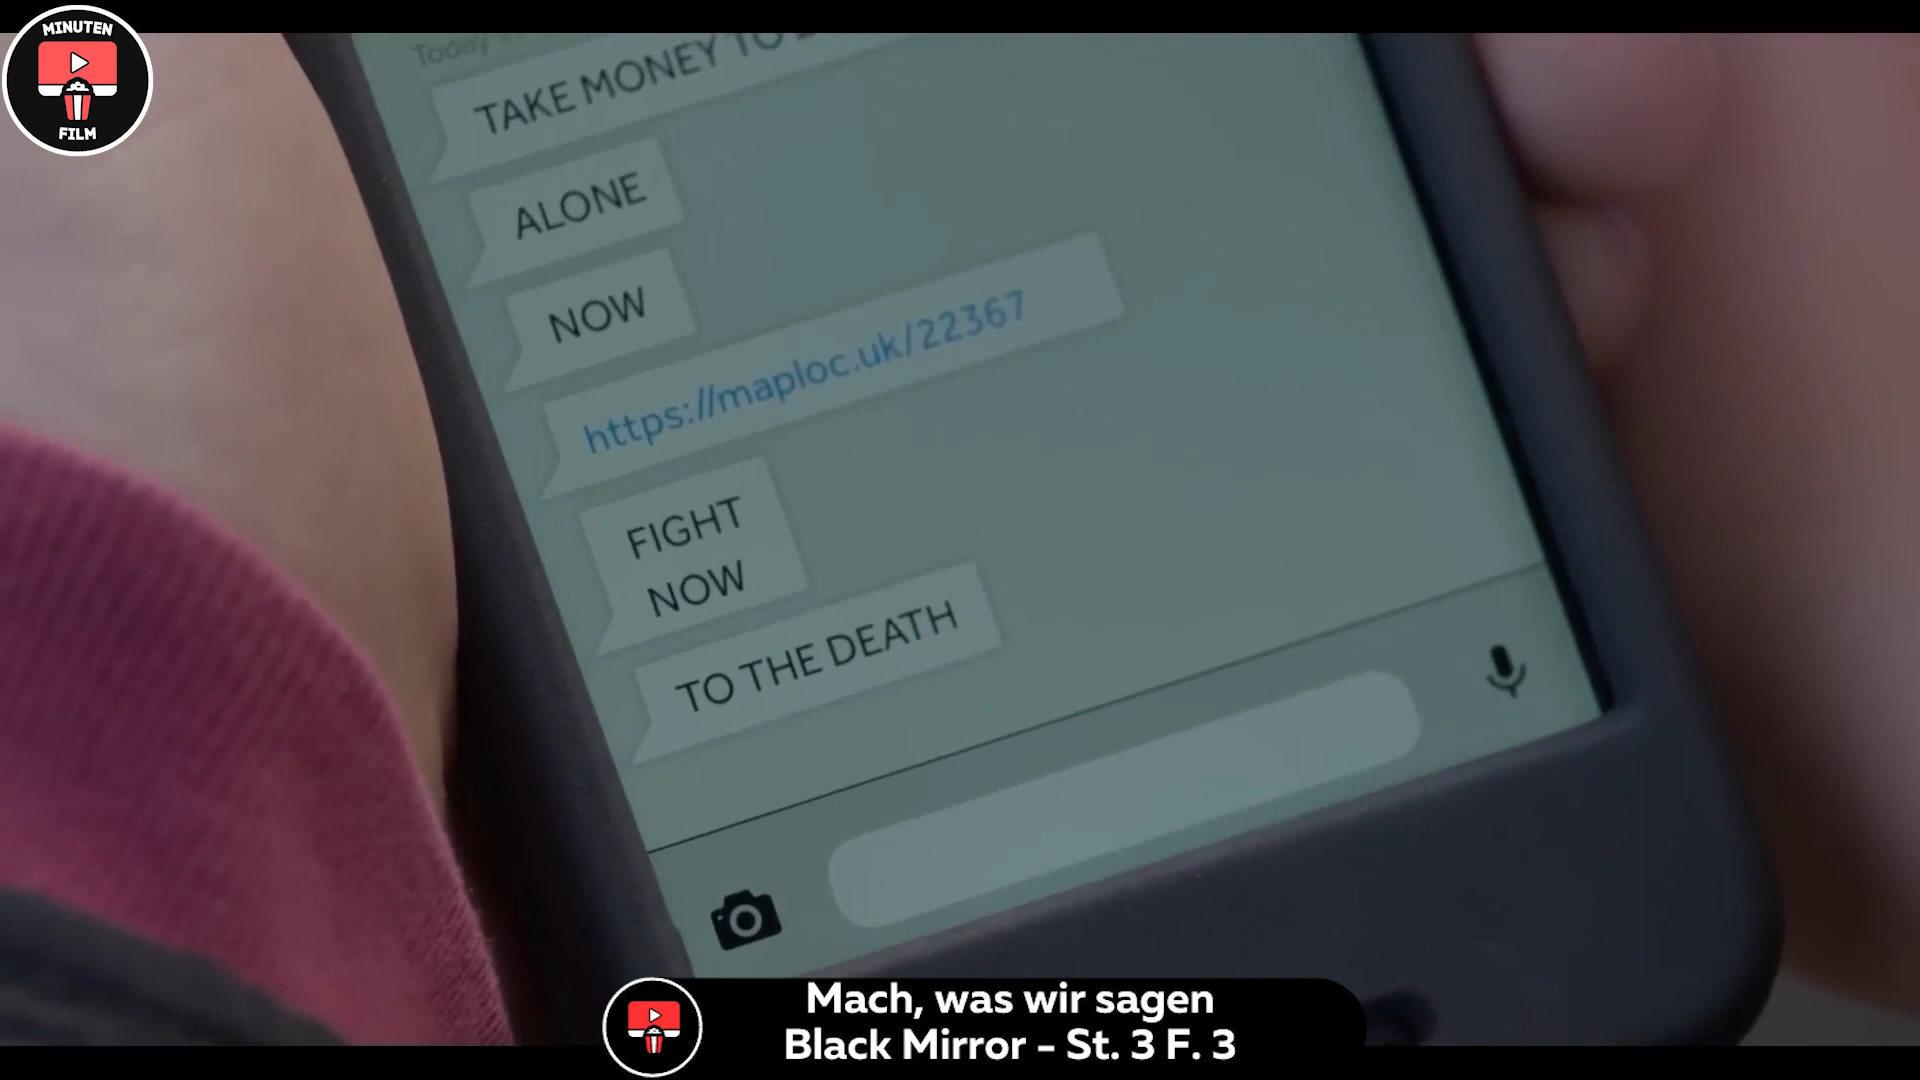 MINUTEN
FILM
Today
TAKE MONEY TO
ALONE
NOW
https://maploc.uk/22367
FIGHT
NOW
TO THE DEATH
Mach, was wir sagen
Black Mirror - St. 3 F. 3